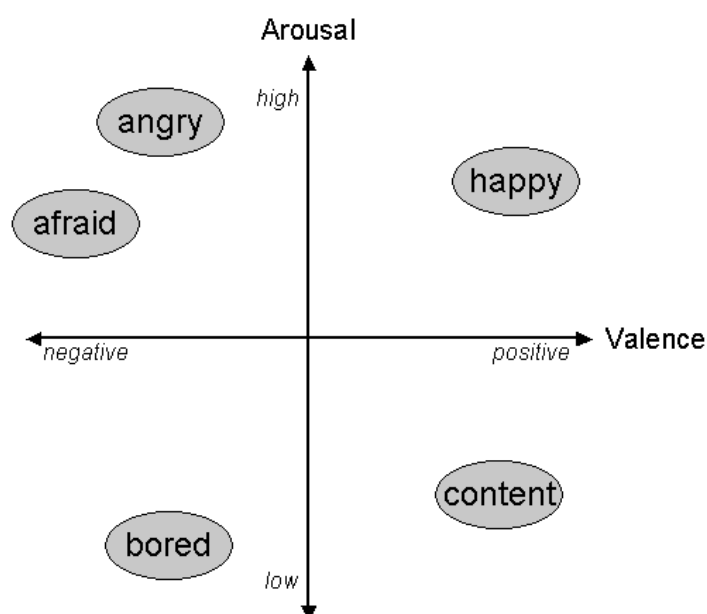 Arousal
high
angry
happy
afraid
negative
positive
Valence
content
bored
low